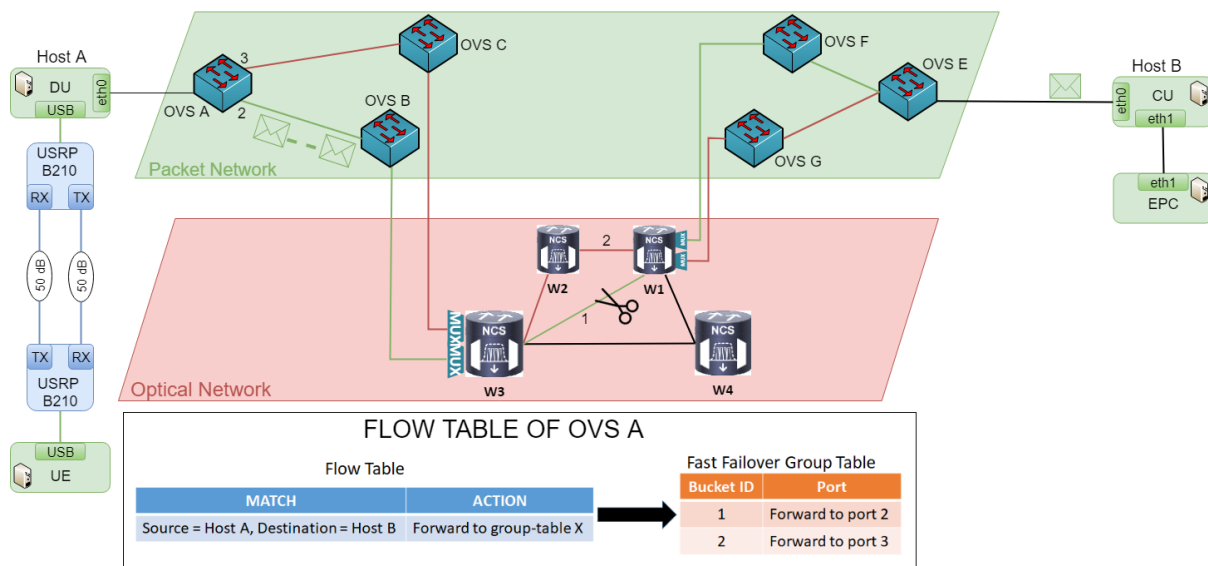 Host A
DU
eth0
USB
USRP
B210
RX
TX
50 dB
50 dB
TX
RX
USRP
B210
USB
UE
OVS A
3
2
OVS C
OVS B
Packet Network
OVS F
OVS E
OVS G
Host B
eth0
CU
eth1
eth1
EPC
NCS
W2
2
NCS
W1
MUX
MUX
1
MUX
MUX
NCS
W3
NCS
W4
Optical Network
FLOW TABLE OF OVS A
Flow Table
MATCH ACTION
Source = Host A, Destination = Host B Forward to group-table X
Fast Failover Group Table
Bucket ID Port
1 Forward to port 2
2 Forward to port 3